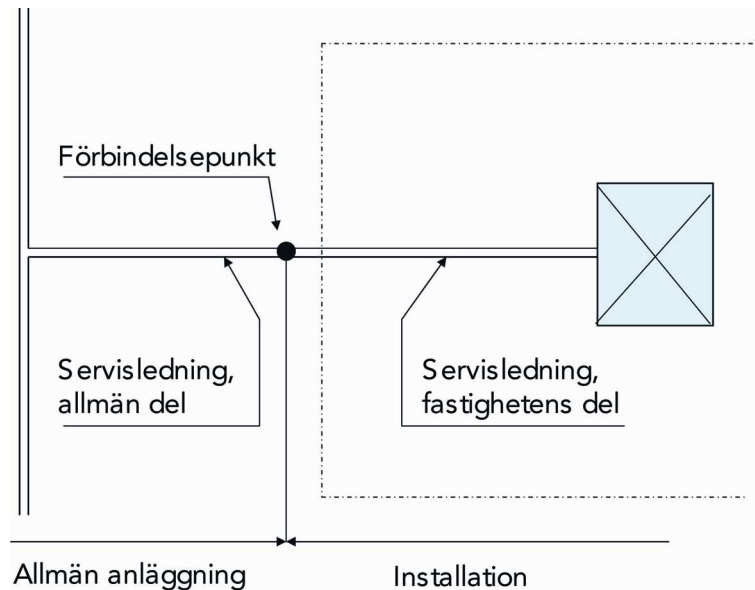 Förbindelsepunkt
Servisledning,
allmän del
Servisledning,
fastighetens del
Allmän anläggning
Installation